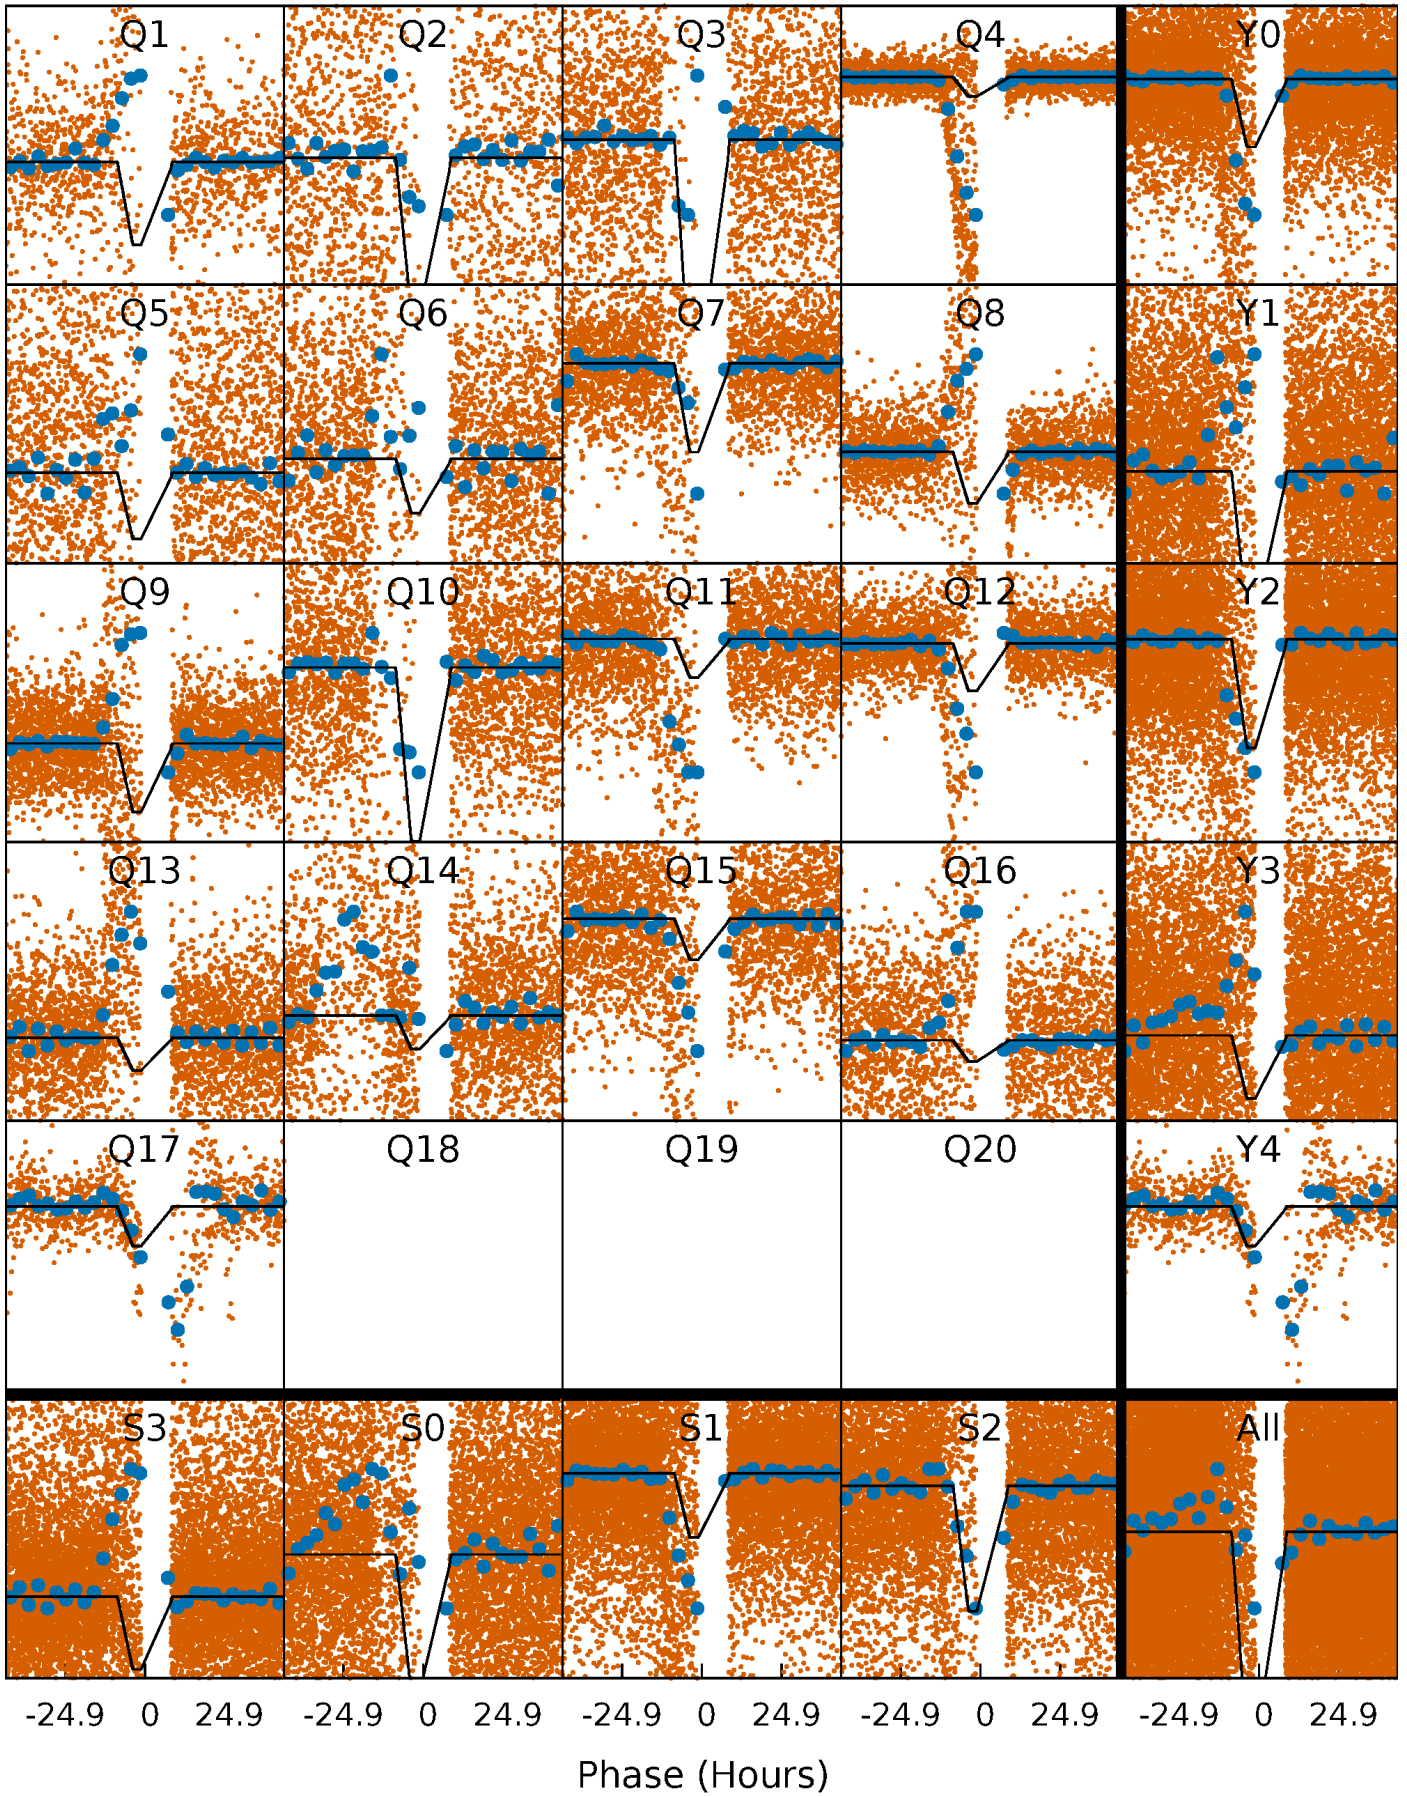 Q1 Q2 Q3 Q4 Y0
Q5 Q6 Q7 Q8 Y1
Q9 Q10 Q11 Q12 Y2
Q13 Q14 Q15 Q16 Y3
Q17 Q18 Q19 Q20 Y4
S3 S0 S1 S2 All
-24.9 0 24.9 -24.9 0 24.9 -24.9 0 24.9 -24.9 0 24.9 -24.9 0 24.9
Phase (Hours)